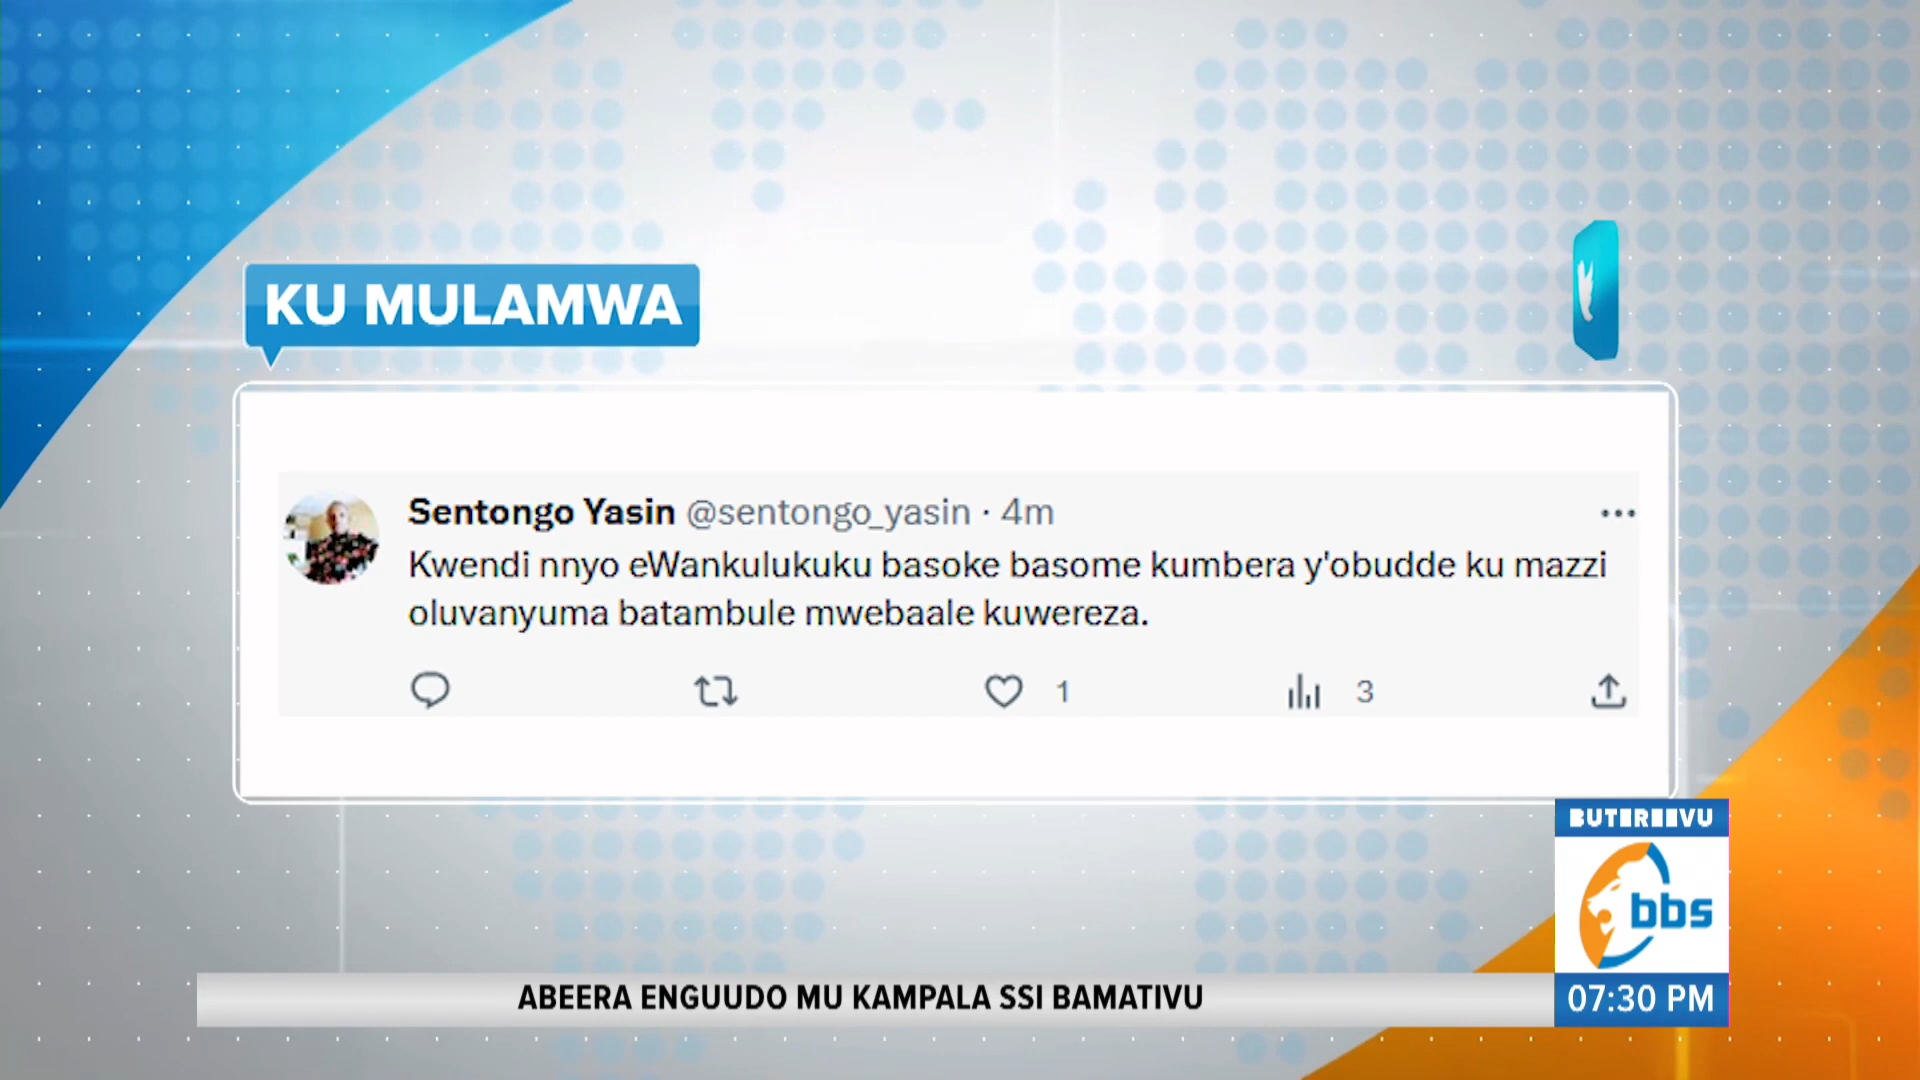 KU MULAMWA
Sentongo Yasin @sentongo_yasin · 4m
Kwendi nnyo eWankulukuku basoke basome kumbera y'obudde ku mazzi
oluvanyuma batambule mwebaale kuwereza.
1
3
BUTEREEVU
bbs
07:30 PM
ABEERA ENGUUDO MU KAMPALA SSI BAMATIVU